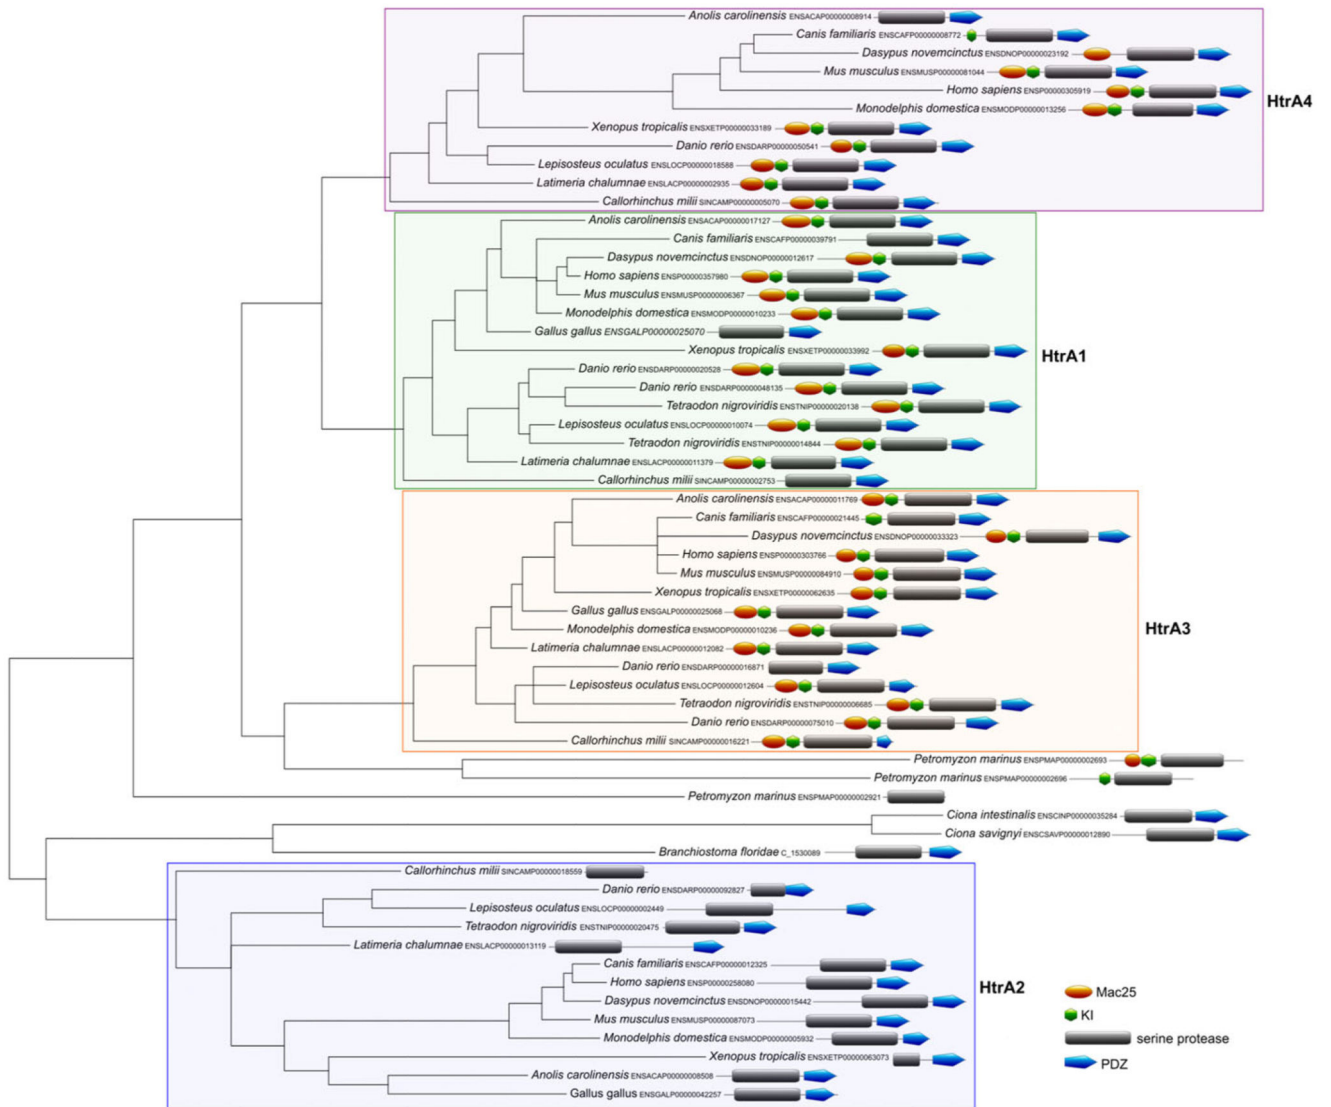 Anolis carolinensis ENSACAP00000008914
Canis familiaris ENSCAFP00000008772
Dasypus novemcinctus ENSDNOP00000023192
Mus musculus ENSMUSP00000081044
Homo sapiens ENSP00000305919
Monodelphis domestica ENSMODP00000013256
HtrA4
Xenopus tropicalis ENSXETP00000033189
Danio rerio ENSDARP00000050541
Lepisosteus oculatus ENSLOCP00000018588
Latimeria chalumnae ENSLACP00000002935
Callorhinchus milii SINCAMP00000005070
Anolis carolinensis ENSACAP00000017127
Canis familiaris ENSCAFP00000039791
Dasypus novemcinctus ENSDNOP00000012617
Homo sapiens ENSP00000357980
Mus musculus ENSMUSP00000006367
Monodelphis domestica ENSMODP00000010233
Gallus gallus ENSGALP00000025070
Xenopus tropicalis ENSXETP00000033992
HtrA1
Danio rerio ENSDARP00000020528
Danio rerio ENSDARP00000048135
Tetraodon nigroviridis ENSTNIP00000020138
Lepisosteus oculatus ENSLOCP00000010074
Tetraodon nigroviridis ENSTNIP00000014844
Latimeria chalumnae ENSLACP00000011379
Callorhinchus milii SINCAMP00000002753
Anolis carolinensis ENSACAP00000011769
Canis familiaris ENSCAFP00000021445
Dasypus novemcinctus ENSDNOP00000033323
Homo sapiens ENSP00000303766
Mus musculus ENSMUSP00000084910
Xenopus tropicalis ENSXETP00000062635
Gallus gallus ENSGALP00000025068
Monodelphis domestica ENSMODP00000010236
HtrA3
Latimeria chalumnae ENSLACP00000012082
Danio rerio ENSDARP00000016871
Lepisosteus oculatus ENSLOCP00000012604
Tetraodon nigroviridis ENSTNIP00000006685
Danio rerio ENSDARP00000075010
Callorhinchus milii SINCAMP00000016221
Petromyzon marinus ENSPMAP00000002693
Petromyzon marinus ENSPMAP00000002696
Petromyzon marinus ENSPMAP00000002921
Ciona intestinalis ENSCINP00000035284
Ciona savignyi ENSCSAVP00000012890
Branchiostoma floridae C_1530089
Callorhinchus milii SINCAMP00000018559
Danio rerio ENSDARP00000092827
Lepisosteus oculatus ENSLOCP00000002449
Tetraodon nigroviridis ENSTNIP00000020475
Latimeria chalumnae ENSLACP00000013119
Canis familiaris ENSCAFP00000012325
Homo sapiens ENSP00000258080
HtrA2
Dasypus novemcinctus ENSDNOP00000015442
Mus musculus ENSMUSP00000087073
Monodelphis domestica ENSMODP00000005932
Xenopus tropicalis ENSXETP00000063073
Anolis carolinensis ENSACAP00000008508
Gallus gallus ENSGALP00000042257
Mac25
KI
serine protease
PDZ